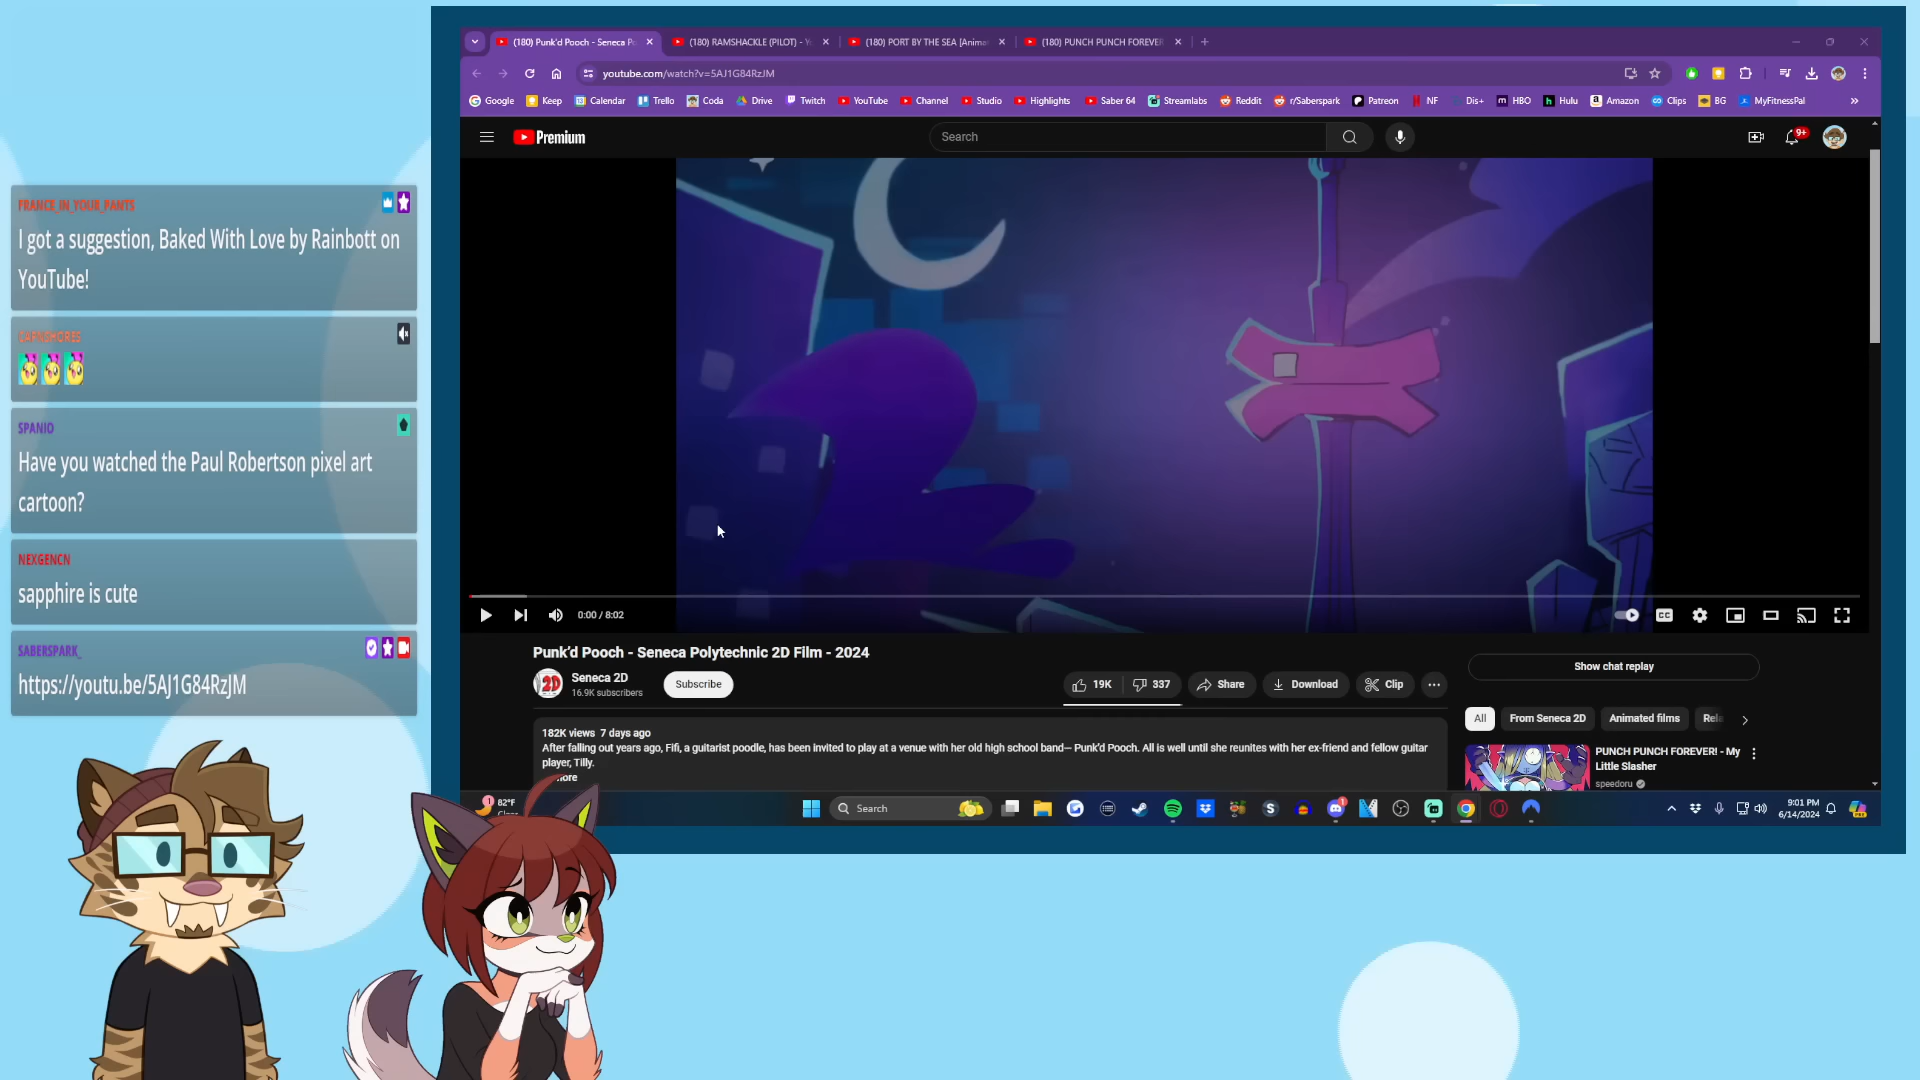 FRANCE_IN_YOUR_PANTS
I got a suggestion, Baked With Love by Rainbott on
YouTube!
SPANIO
Have you watched the Paul Robertson pixel art
cartoon?
NEXGENCN
sapphire is cute
SABERSPARK_
https://youtu.be/5AJ1G84RzJM
(180) Punk'd Pooch - Seneca P
(180) RAMSHACKLE (PILOT) - Y
(180) PORT BY THE SEA [Anima
(180) PUNCH PUNCH FOREVER
youtube.com/watch?v=5AJ1G84RzJM
Google Keep Calendar Trello Coda Drive Twitch YouTube Channel Studio Highlights Saber 64 Streamlabs Reddit r/Saberspark Patreon NF Dis+ HBO Hulu Amazon Clips BG MyFitnessPal
Premium
Search
9+
0:00 / 8:02
CC
Punk'd Pooch - Seneca Polytechnic 2D Film - 2024
2D
Seneca 2D
16.9K subscribers
Subscribe
19K
337
Share
Download
Clip
182K views 7 days ago
After falling out years ago, Fifi, a guitarist poodle, has been invited to play at a venue with her old high school band— Punk'd Pooch. All is well until she reunites with her ex-friend and fellow guitar
player, Tilly.
Show chat replay
All
From Seneca 2D
Animated films
PUNCH PUNCH FOREVER! - My
Little Slasher
speedoru
82°F
Search
9:01 PM
6/14/2024